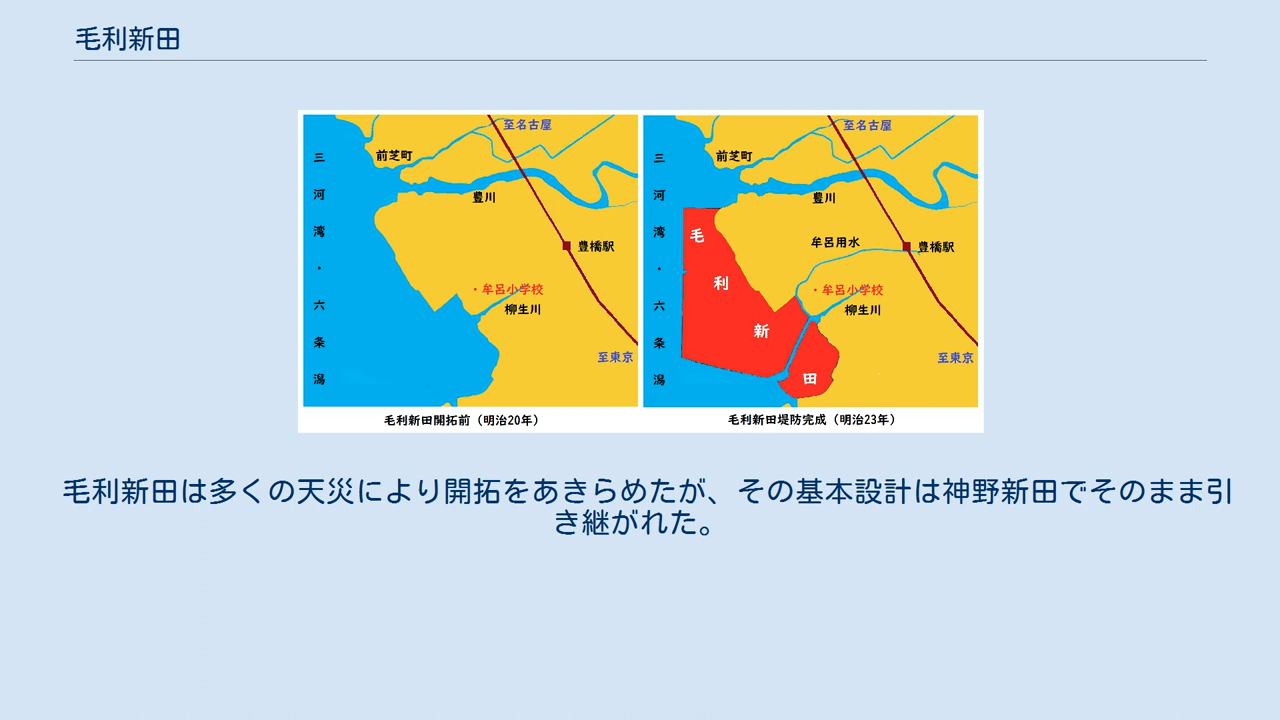 毛利新田
至名古屋
前芝町
豊川
豊橋駅
・牟呂小学校
柳生川
至東京
三河湾・六条潟
毛利新田開拓前（明治20年）
至名古屋
前芝町
豊川
牟呂用水
豊橋駅
・牟呂小学校
柳生川
至東京
三河湾・六条潟
毛利新田
毛利新田堤防完成（明治23年）
毛利新田は多くの天災により開拓をあきらめたが、その基本設計は神野新田でそのまま引
き継がれた。